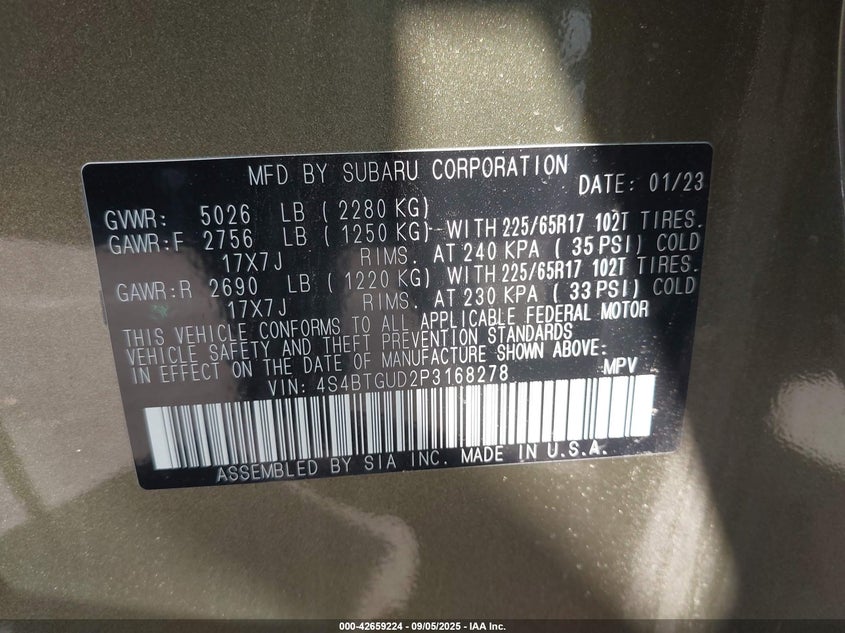 MFD BY SUBARU CORPORATION DATE: 01/23
GVWR: 5026 LB ( 2280 KG)
GAWR:F 2756 LB ( 1250 KG)--WITH 225/65R17 102T TIRES.
17X7J RIMS. AT 240 KPA ( 35 PSI) COLD
GAWR:R 2690 LB ( 1220 KG) WITH 225/65R17 102T TIRES.
17X7J RIMS. AT 230 KPA ( 33 PSI) COLD
THIS VEHICLE CONFORMS TO ALL APPLICABLE FEDERAL MOTOR
VEHICLE SAFETY AND THEFT PREVENTION STANDARDS
IN EFFECT ON THE DATE OF MANUFACTURE SHOWN ABOVE:
VIN: 4S4BTGUD2P3168278 MPV
ASSEMBLED BY SIA INC. MADE IN U.S.A.
000-42659224 - 09/05/2025 - IAA Inc.